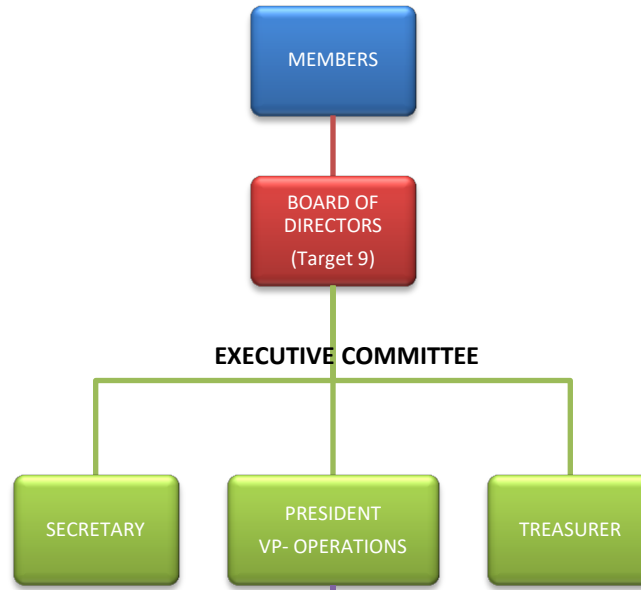 MEMBERS
BOARD OF
DIRECTORS
(Target 9)
EXECUTIVE COMMITTEE
SECRETARY
PRESIDENT
VP- OPERATIONS
TREASURER